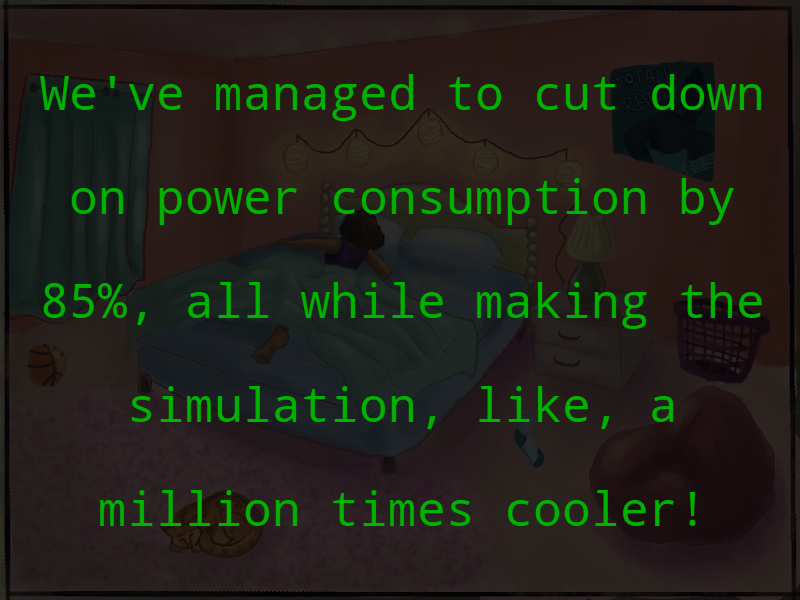 We've managed to cut down
on power consumption by
85%, all while making the
simulation, like, a
million times cooler!
TOTALLY